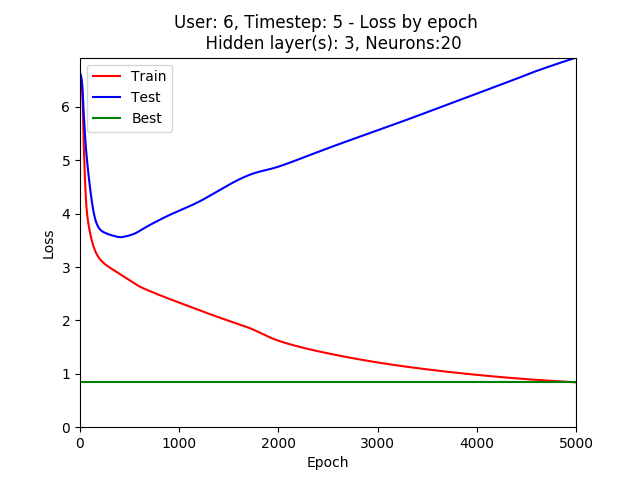 User: 6, Timestep: 5 - Loss by epoch
Hidden layer(s): 3, Neurons:20
Train
Test
Best
6
5
4
3
2
1
0
Loss
0 1000 2000 3000 4000 5000
Epoch